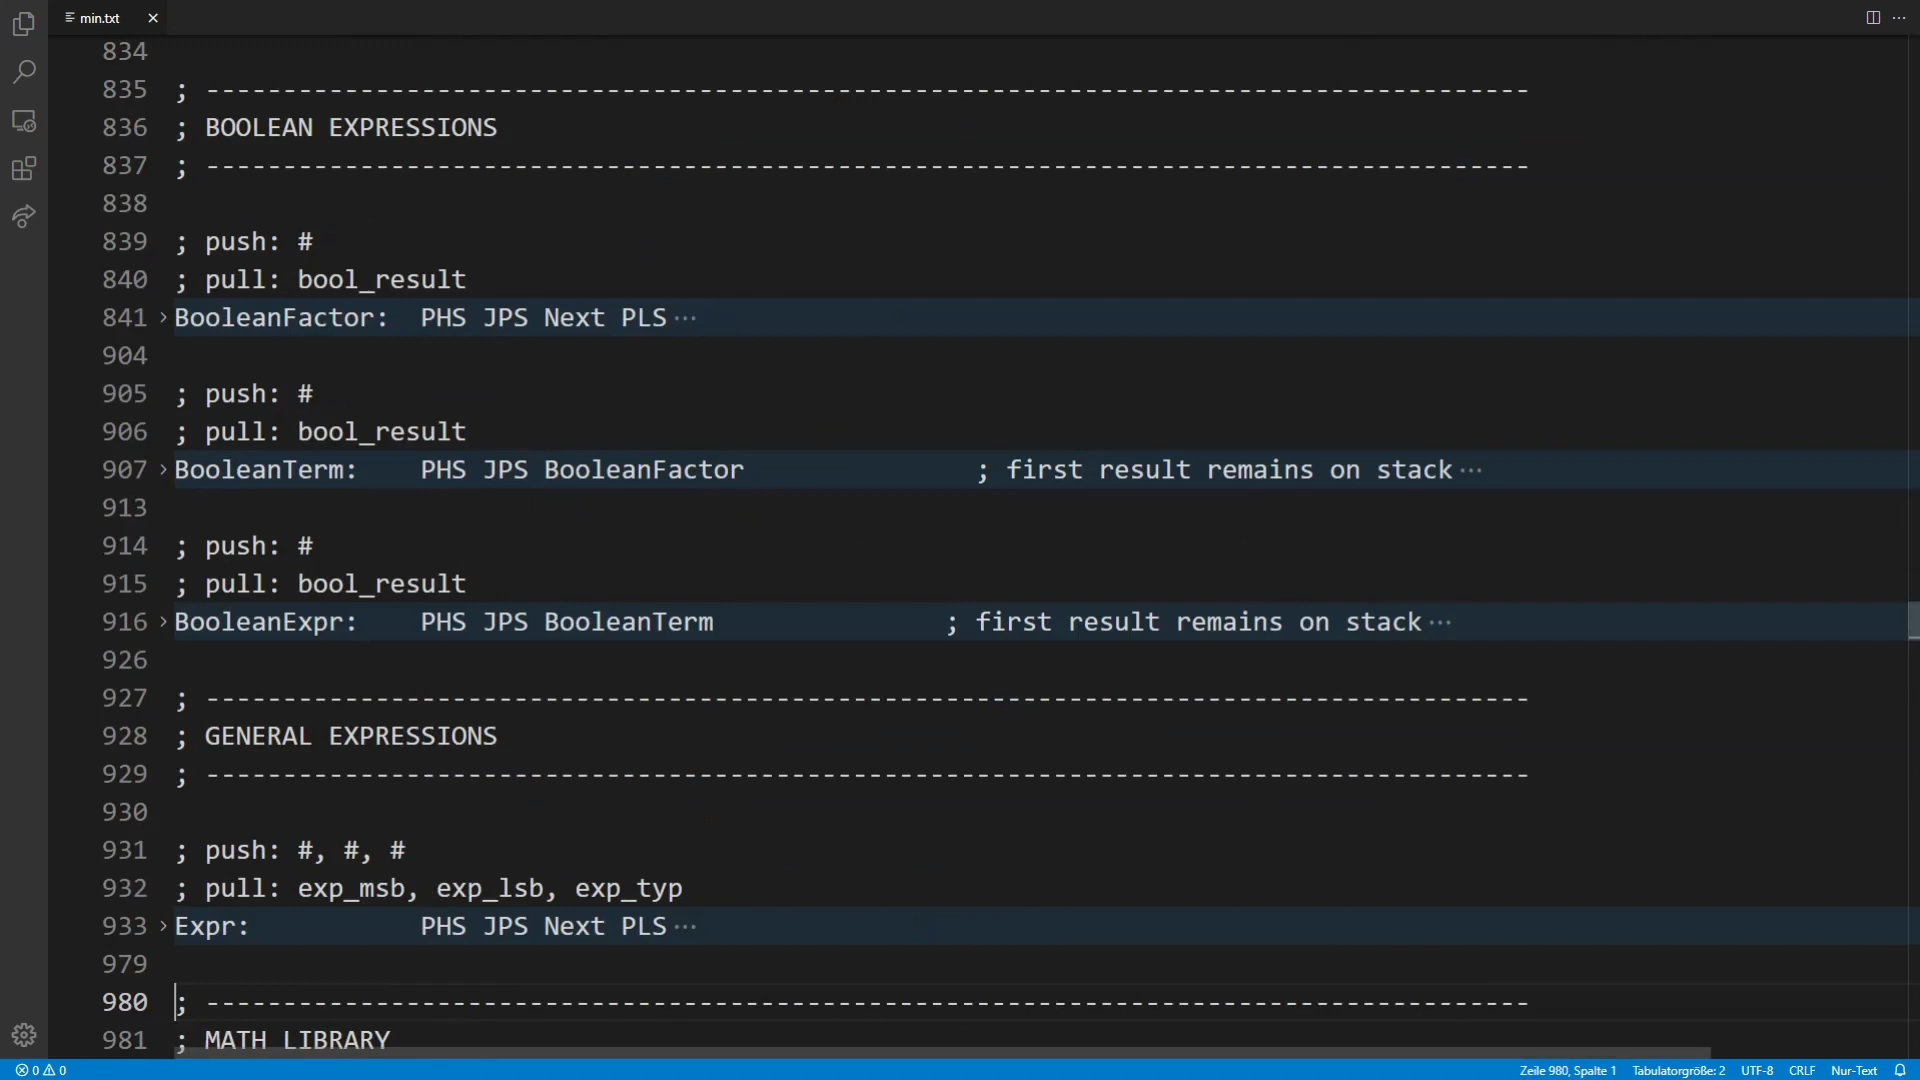 min.txt
834
835 ; --------------------------------------------------------------------------------------
836 ; BOOLEAN EXPRESSIONS
837 ; --------------------------------------------------------------------------------------
838
839 ; push: #
840 ; pull: bool_result
841 BooleanFactor:  PHS JPS Next PLS···
904
905 ; push: #
906 ; pull: bool_result
907 BooleanTerm:    PHS JPS BooleanFactor               ; first result remains on stack···
913
914 ; push: #
915 ; pull: bool_result
916 BooleanExpr:    PHS JPS BooleanTerm               ; first result remains on stack···
926
927 ; --------------------------------------------------------------------------------------
928 ; GENERAL EXPRESSIONS
929 ; --------------------------------------------------------------------------------------
930
931 ; push: #, #, #
932 ; pull: exp_msb, exp_lsb, exp_typ
933 Expr:           PHS JPS Next PLS···
979
980 ; --------------------------------------------------------------------------------------
981 ; MATH LIBRARY
0 0 Zeile 980, Spalte 1 Tabulatorgröße: 2 UTF-8 CRLF Nur-Text